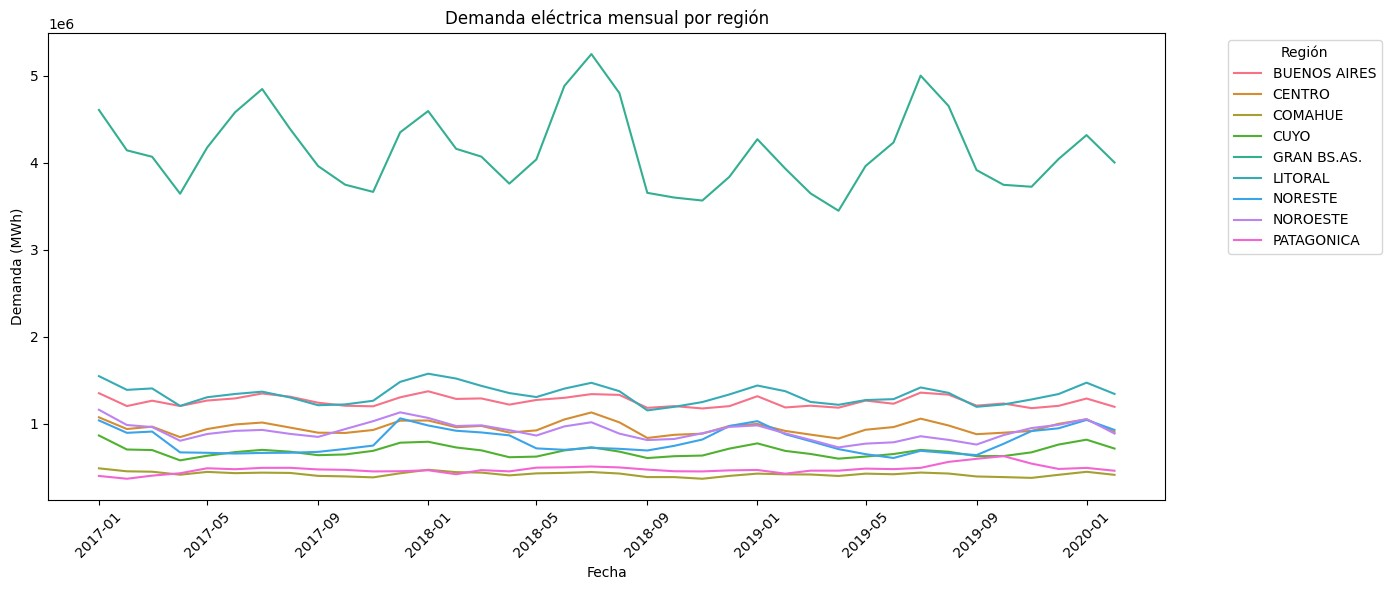 Demanda eléctrica mensual por región
1e6
5
4
3
2
1
Demanda (MWh)
2017-01
2017-05
2017-09
2018-01
2018-05
2018-09
2019-01
2019-05
2019-09
2020-01
Fecha
Región
BUENOS AIRES
CENTRO
COMAHUE
CUYO
GRAN BS.AS.
LITORAL
NORESTE
NOROESTE
PATAGONICA